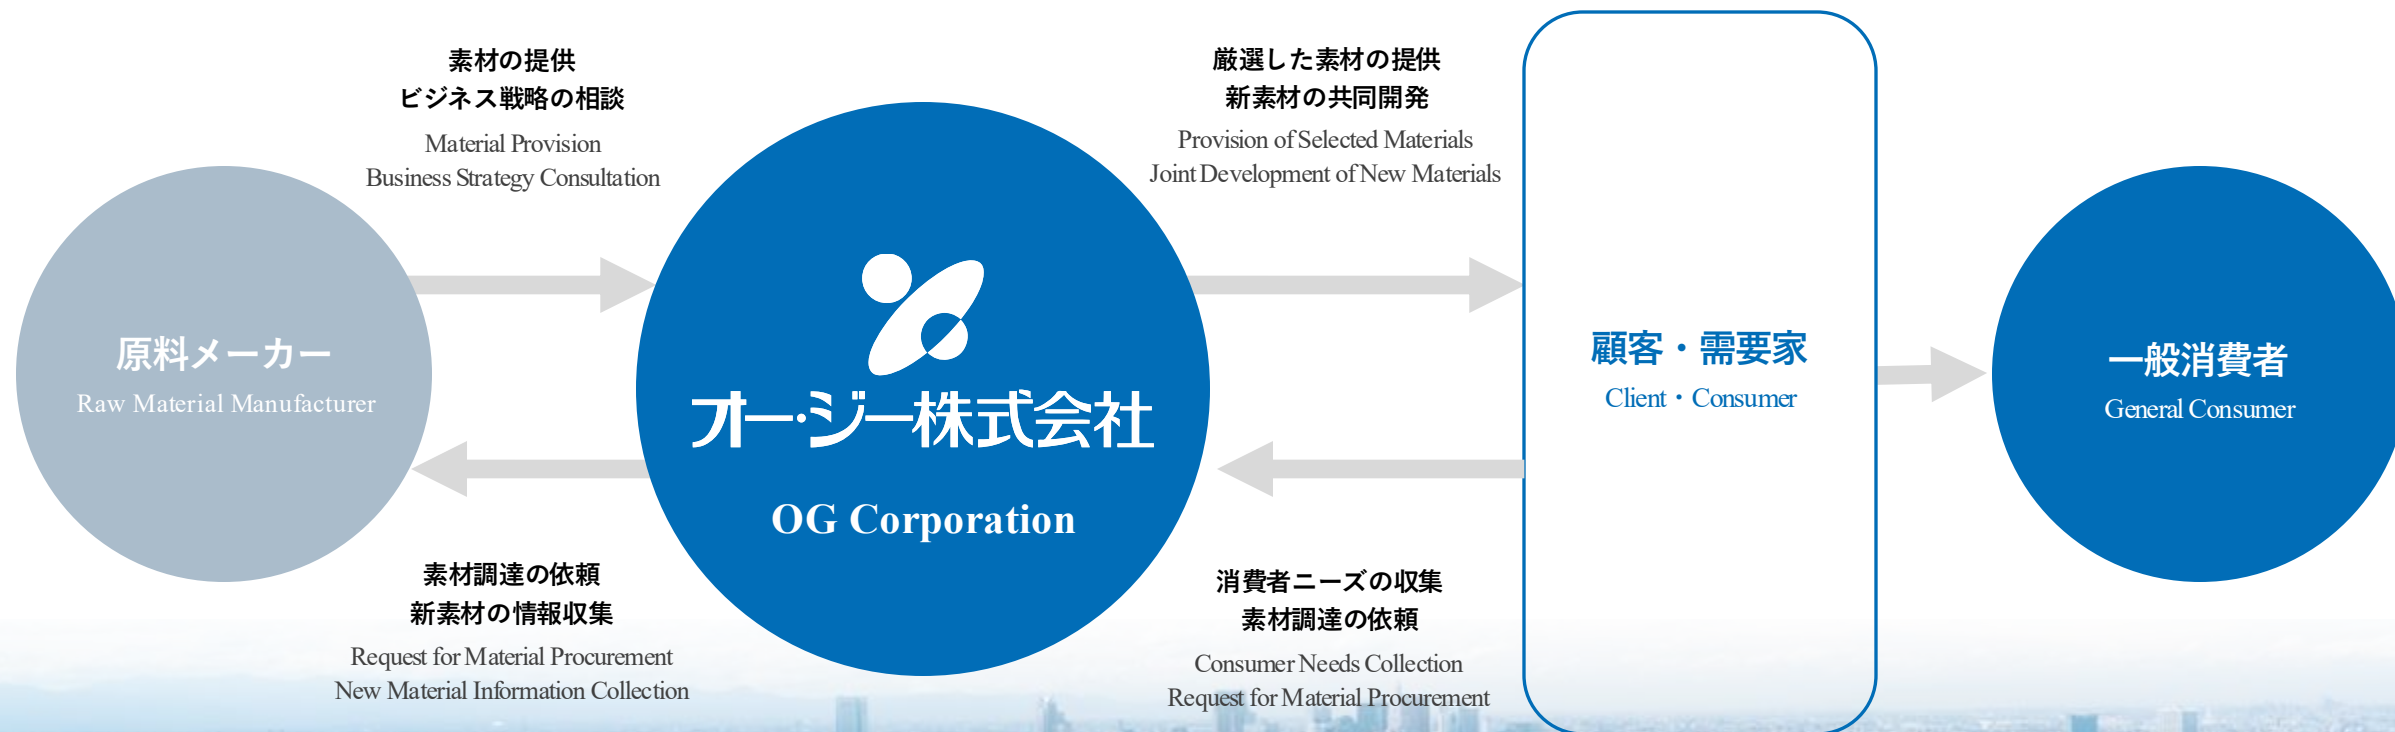 素材の提供
ビジネス戦略の相談
Material Provision
Business Strategy Consultation
厳選した素材の提供
新素材の共同開発
Provision of Selected Materials
Joint Development of New Materials
原料メーカー
Raw Material Manufacturer
オー・ジー株式会社
OG Corporation
顧客・需要家
Client・Consumer
一般消費者
General Consumer
素材調達の依頼
新素材の情報収集
Request for Material Procurement
New Material Information Collection
消費者ニーズの収集
素材調達の依頼
Consumer Needs Collection
Request for Material Procurement